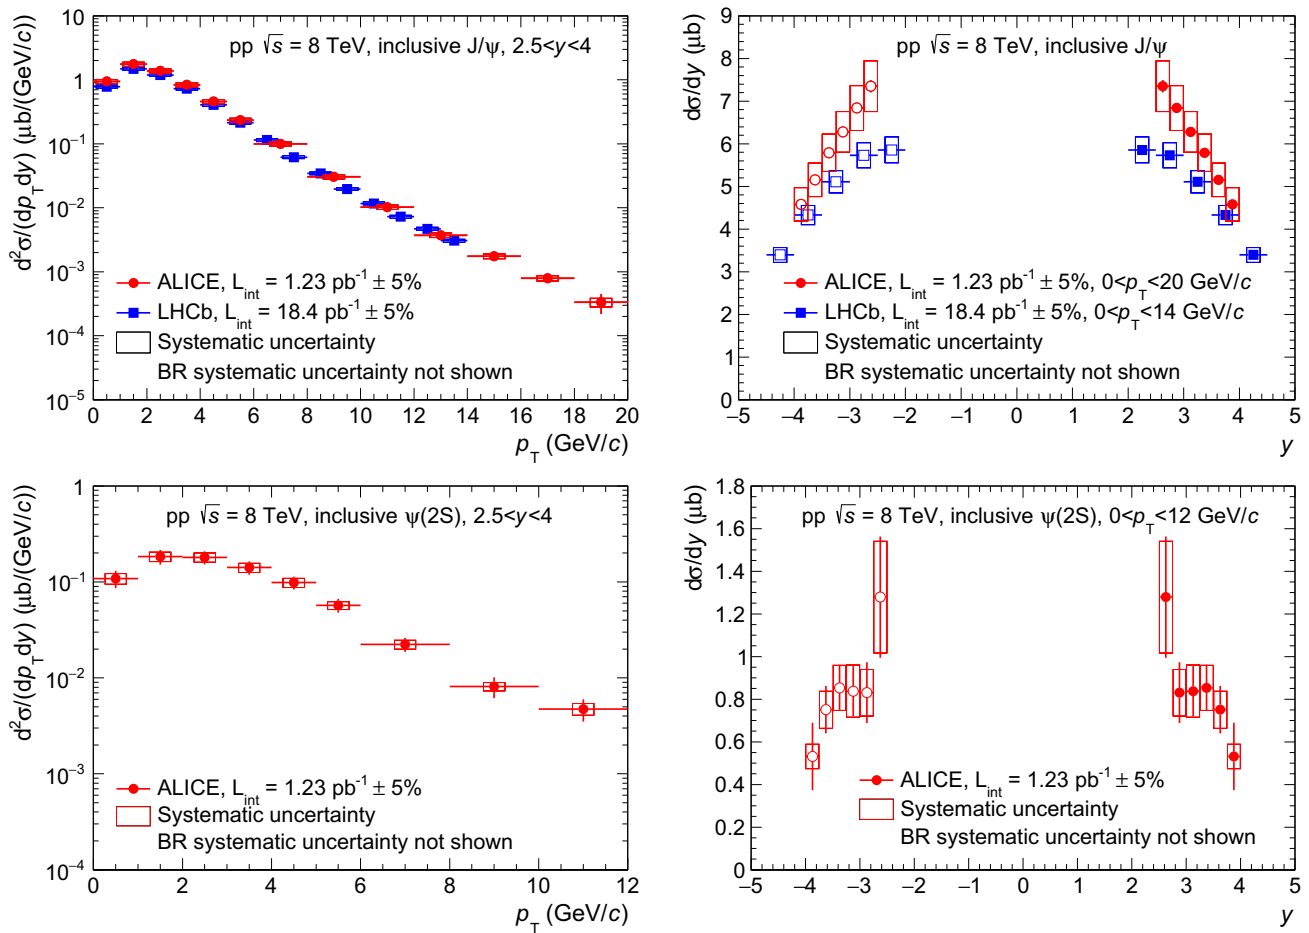 pp √s = 8 TeV, inclusive J/ψ, 2.5<y<4
d²σ/(dp_T dy) (μb/(GeV/c))
10
1
10⁻¹
10⁻²
10⁻³
10⁻⁴
10⁻⁵
ALICE, L_int = 1.23 pb⁻¹ ± 5%
LHCb, L_int = 18.4 pb⁻¹ ± 5%
Systematic uncertainty
BR systematic uncertainty not shown
0 2 4 6 8 10 12 14 16 18 20
p_T (GeV/c)
pp √s = 8 TeV, inclusive J/ψ
dσ/dy (μb)
9
8
7
6
5
4
3
2
1
0
ALICE, L_int = 1.23 pb⁻¹ ± 5%, 0<p_T<20 GeV/c
LHCb, L_int = 18.4 pb⁻¹ ± 5%, 0<p_T<14 GeV/c
Systematic uncertainty
BR systematic uncertainty not shown
−5 −4 −3 −2 −1 0 1 2 3 4 5
y
pp √s = 8 TeV, inclusive ψ(2S), 2.5<y<4
d²σ/(dp_T dy) (μb/(GeV/c))
1
10⁻¹
10⁻²
10⁻³
10⁻⁴
ALICE, L_int = 1.23 pb⁻¹ ± 5%
Systematic uncertainty
BR systematic uncertainty not shown
0 2 4 6 8 10 12
p_T (GeV/c)
pp √s = 8 TeV, inclusive ψ(2S), 0<p_T<12 GeV/c
dσ/dy (μb)
1.8
1.6
1.4
1.2
1
0.8
0.6
0.4
0.2
0
ALICE, L_int = 1.23 pb⁻¹ ± 5%
Systematic uncertainty
BR systematic uncertainty not shown
−5 −4 −3 −2 −1 0 1 2 3 4 5
y